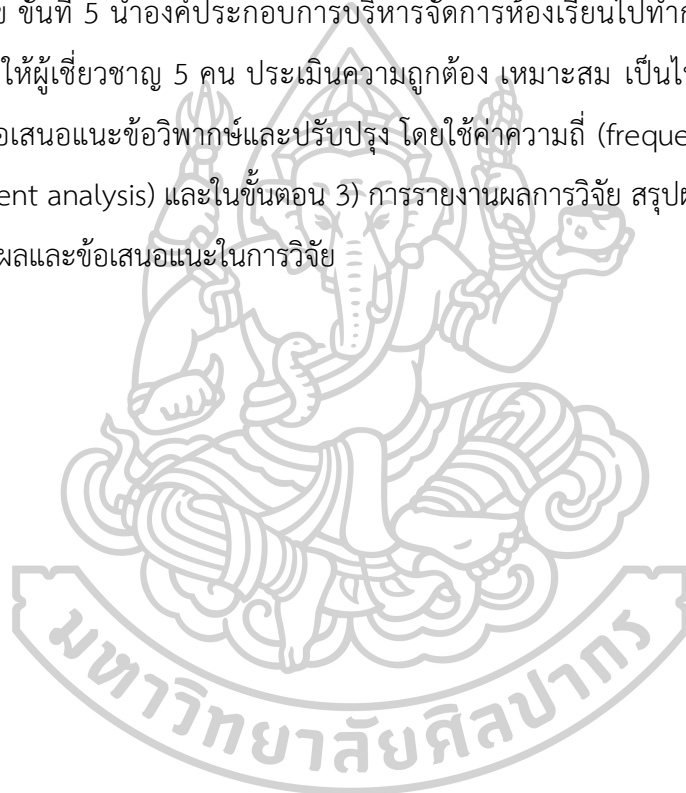 ขั้นที่ 5 นำองค์ประกอบการบริหารจัดการห้องเรียนไปทำก
ให้ผู้เชี่ยวชาญ 5 คน ประเมินความถูกต้อง เหมาะสม เป็นไป
อเสนอแนะข้อวิพากษ์และปรับปรุง โดยใช้ค่าความถี่ (freque
ent analysis) และในขั้นตอน 3) การรายงานผลการวิจัย สรุปผ
ผลและข้อเสนอแนะในการวิจัย
มหาวิทยาลัยศิลปากร